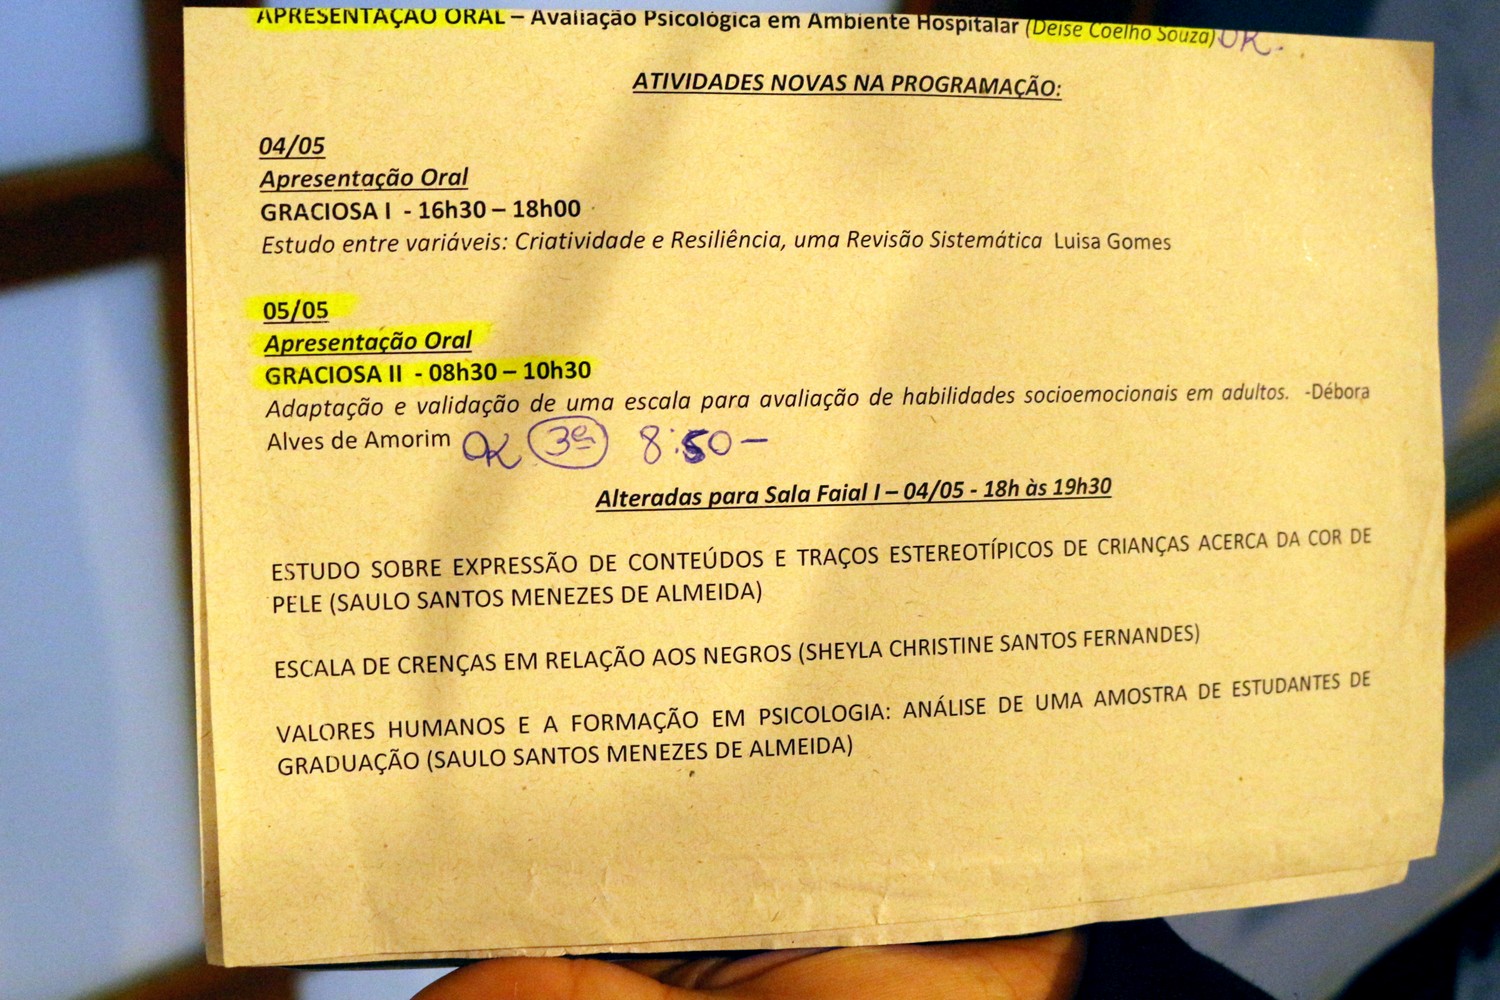 APRESENTAÇÃO ORAL – Avaliação Psicológica em Ambiente Hospitalar (Deise Coelho Souza) OK.
ATIVIDADES NOVAS NA PROGRAMAÇÃO:
04/05
Apresentação Oral
GRACIOSA I - 16h30 – 18h00
Estudo entre variáveis: Criatividade e Resiliência, uma Revisão Sistemática Luisa Gomes
05/05
Apresentação Oral
GRACIOSA II - 08h30 – 10h30
Adaptação e validação de uma escala para avaliação de habilidades socioemocionais em adultos. -Débora
Alves de Amorim OK 3ª 8:50 –
Alteradas para Sala Faial I – 04/05 - 18h às 19h30
ESTUDO SOBRE EXPRESSÃO DE CONTEÚDOS E TRAÇOS ESTEREOTÍPICOS DE CRIANÇAS ACERCA DA COR DE
PELE (SAULO SANTOS MENEZES DE ALMEIDA)
ESCALA DE CRENÇAS EM RELAÇÃO AOS NEGROS (SHEYLA CHRISTINE SANTOS FERNANDES)
VALORES HUMANOS E A FORMAÇÃO EM PSICOLOGIA: ANÁLISE DE UMA AMOSTRA DE ESTUDANTES DE
GRADUAÇÃO (SAULO SANTOS MENEZES DE ALMEIDA)